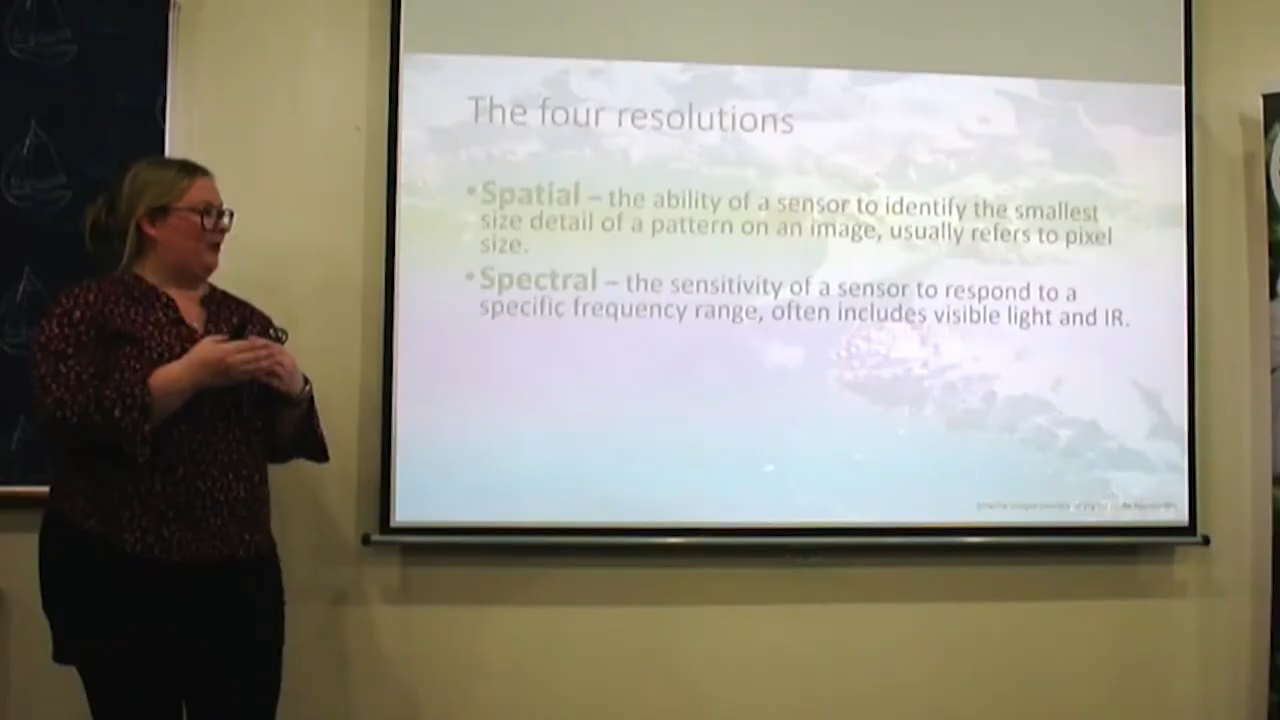 The four resolutions
•Spatial – the ability of a sensor to identify the smallest
size detail of a pattern on an image, usually refers to pixel
size.
•Spectral – the sensitivity of a sensor to respond to a
specific frequency range, often includes visible light and IR.